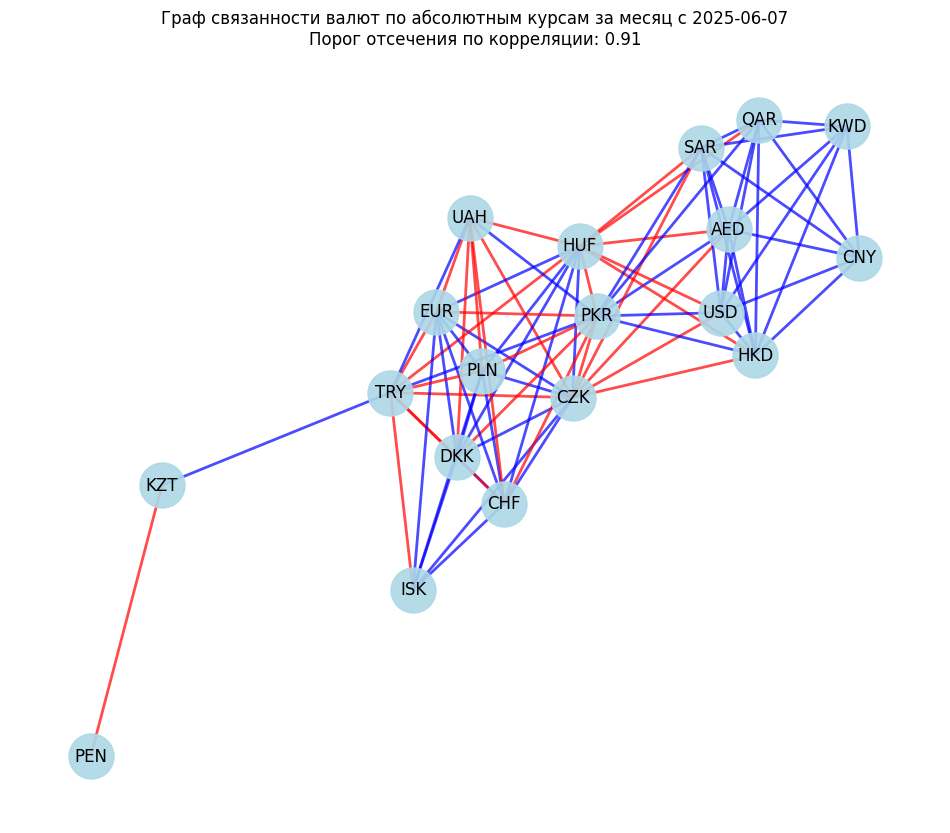 Граф связанности валют по абсолютным курсам за месяц с 2025-06-07
Порог отсечения по корреляции: 0.91
QAR
KWD
SAR
UAH
AED
HUF
CNY
EUR
PKR
USD
HKD
PLN
TRY
CZK
DKK
KZT
CHF
ISK
PEN